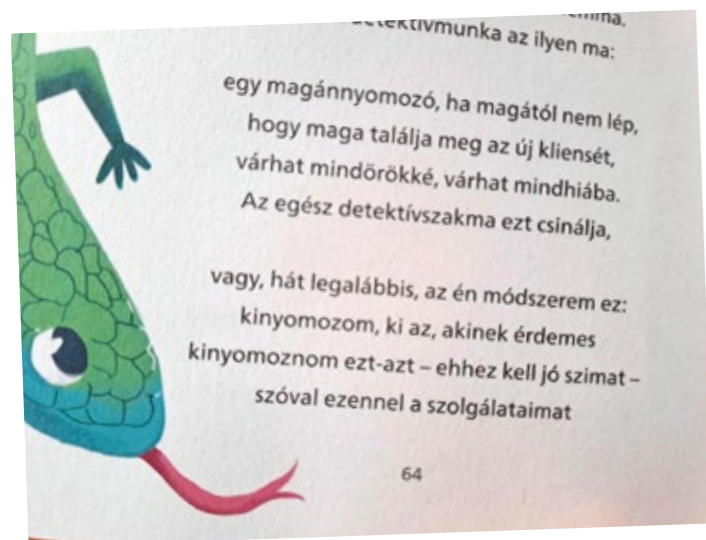 detektívmunka az ilyen ma:
egy magánnyomozó, ha magától nem lép,
hogy maga találja meg az új kliensét,
várhat mindörökké, várhat mindhiába.
Az egész detektívszakma ezt csinálja,
vagy, hát legalábbis, az én módszerem ez:
kinyomozom, ki az, akinek érdemes
kinyomoznom ezt-azt – ehhez kell jó szimat –
szóval ezennel a szolgálataimat
64